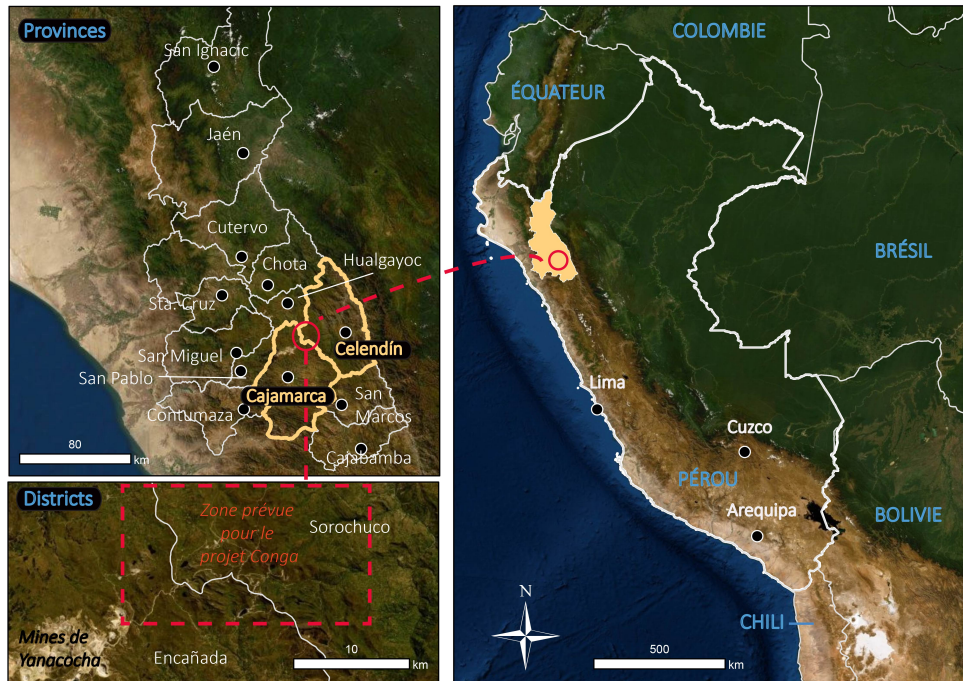 Provinces
San Ignacic
Jaén
Cutervo
Chota
Hualgayoc
Sta. Cruz
San Miguel
Celendín
San Pablo
Cajamarca
San
Marcos
Contumaza
Cajabamba
80
km
Districts
Zone prévue
pour le
projet Conga
Sorochuco
Mines de
Yanacocha
Encañada
10
km
COLOMBIE
ÉQUATEUR
BRÉSIL
Lima
Cuzco
PÉROU
Arequipa
BOLIVIE
N
CHILI
500
km